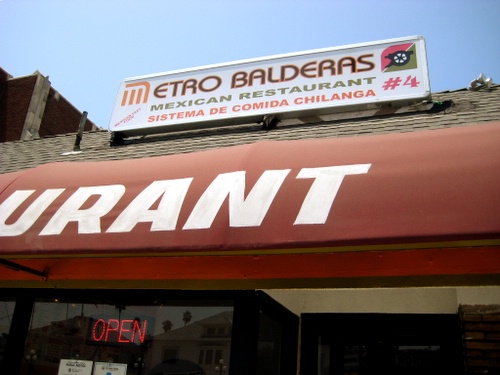 METRO BALDERAS
MEXICAN RESTAURANT
SISTEMA DE COMIDA CHILANGA
#4
URANT
OPEN